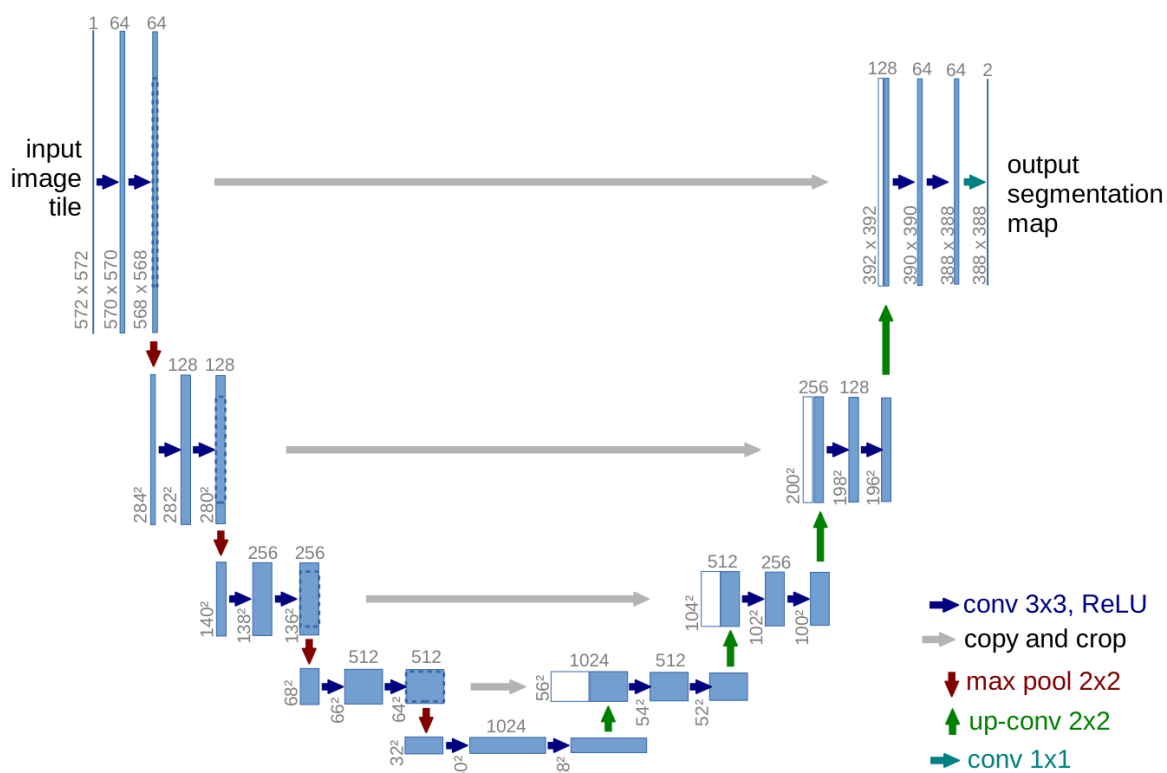 1 64 64
input
image
tile
572 x 572
570 x 570
568 x 568
128 64 64 2
392 x 392
390 x 390
388 x 388
388 x 388
output
segmentation
map
128 128
284²
282²
280²
256 128
200²
198²
196²
256 256
140²
138²
136²
512 256
104²
102²
100²
512 512
68²
66²
64²
1024 512
56²
54²
52²
1024
32²
conv 3x3, ReLU
copy and crop
max pool 2x2
up-conv 2x2
conv 1x1